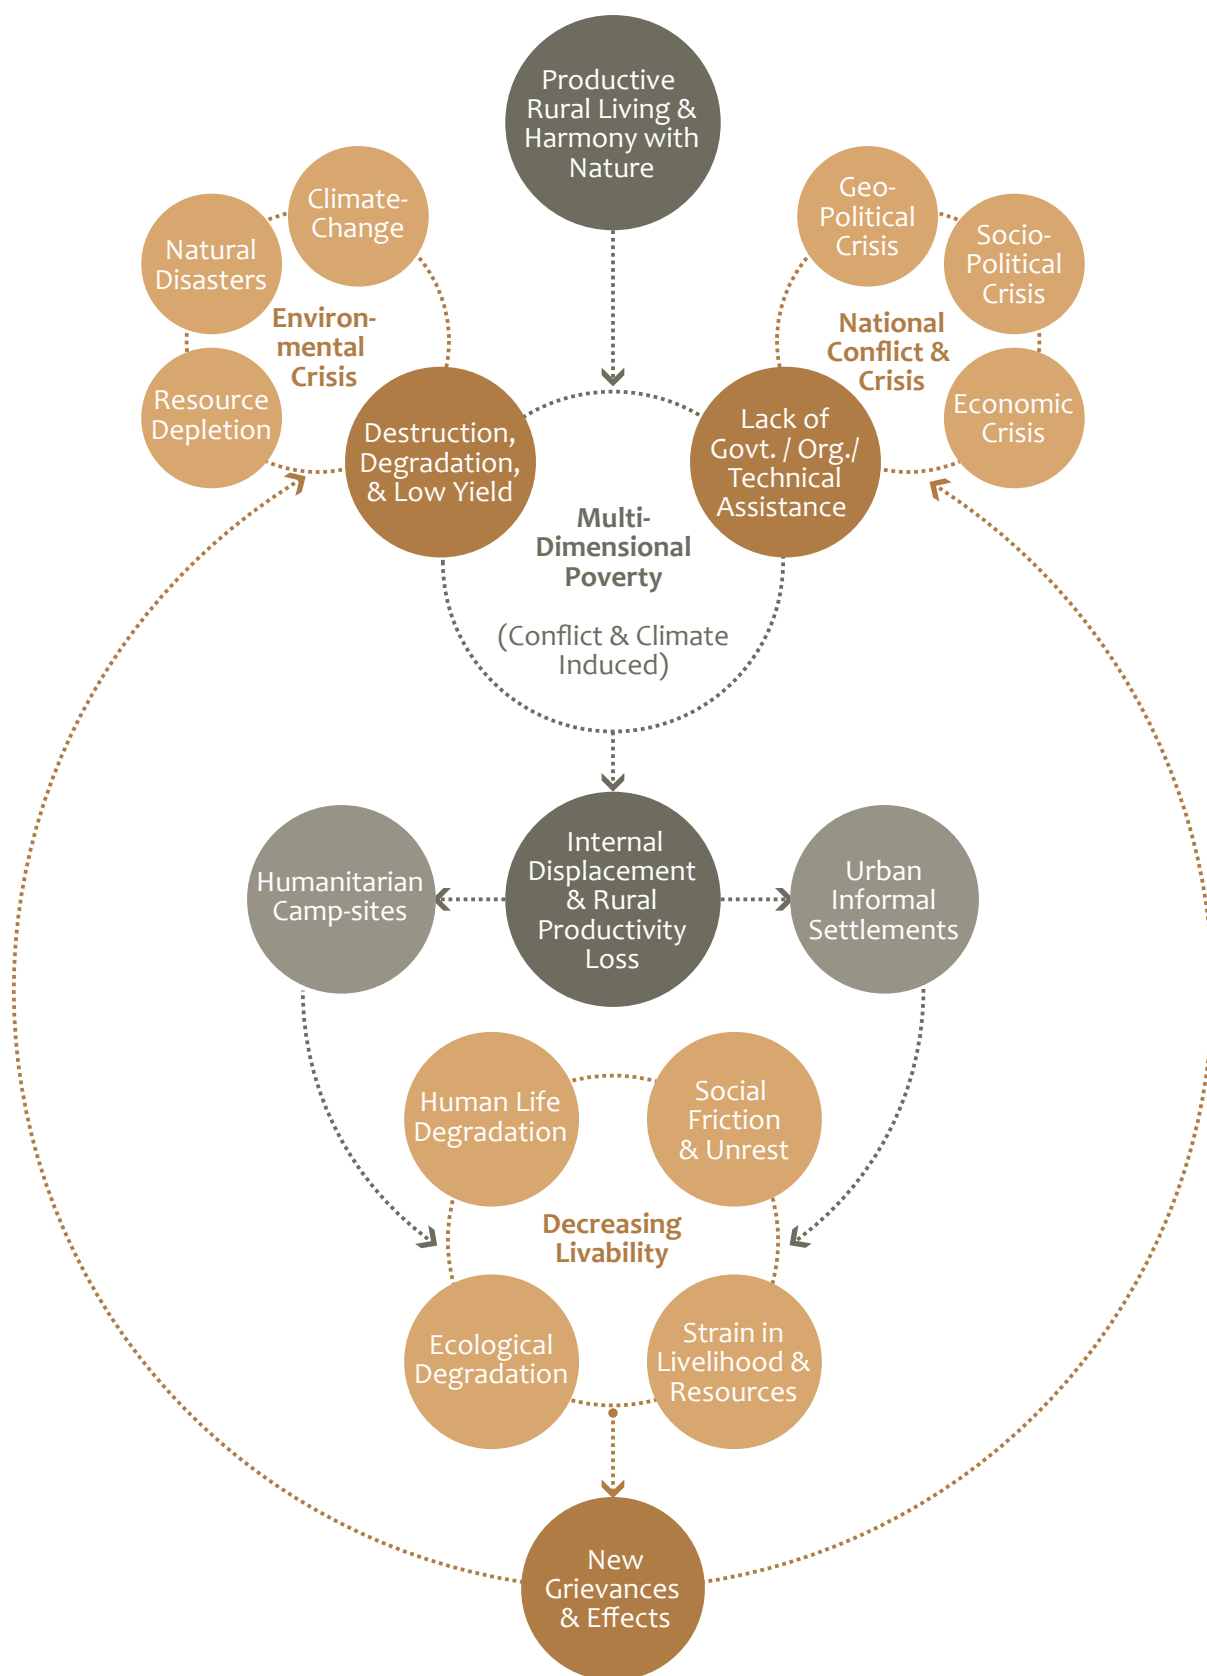 Productive
Rural Living &
Harmony with
Nature
Climate-
Change
Natural
Disasters
Environ-
mental
Crisis
Resource
Depletion
Destruction,
Degradation,
& Low Yield
Geo-
Political
Crisis
Socio-
Political
Crisis
National
Conflict &
Crisis
Economic
Crisis
Lack of
Govt. / Org./
Technical
Assistance
Multi-
Dimensional
Poverty
(Conflict & Climate
Induced)
Humanitarian
Camp-sites
Internal
Displacement
& Rural
Productivity
Loss
Urban
Informal
Settlements
Human Life
Degradation
Social
Friction
& Unrest
Decreasing
Livability
Ecological
Degradation
Strain in
Livelihood &
Resources
New
Grievances
& Effects